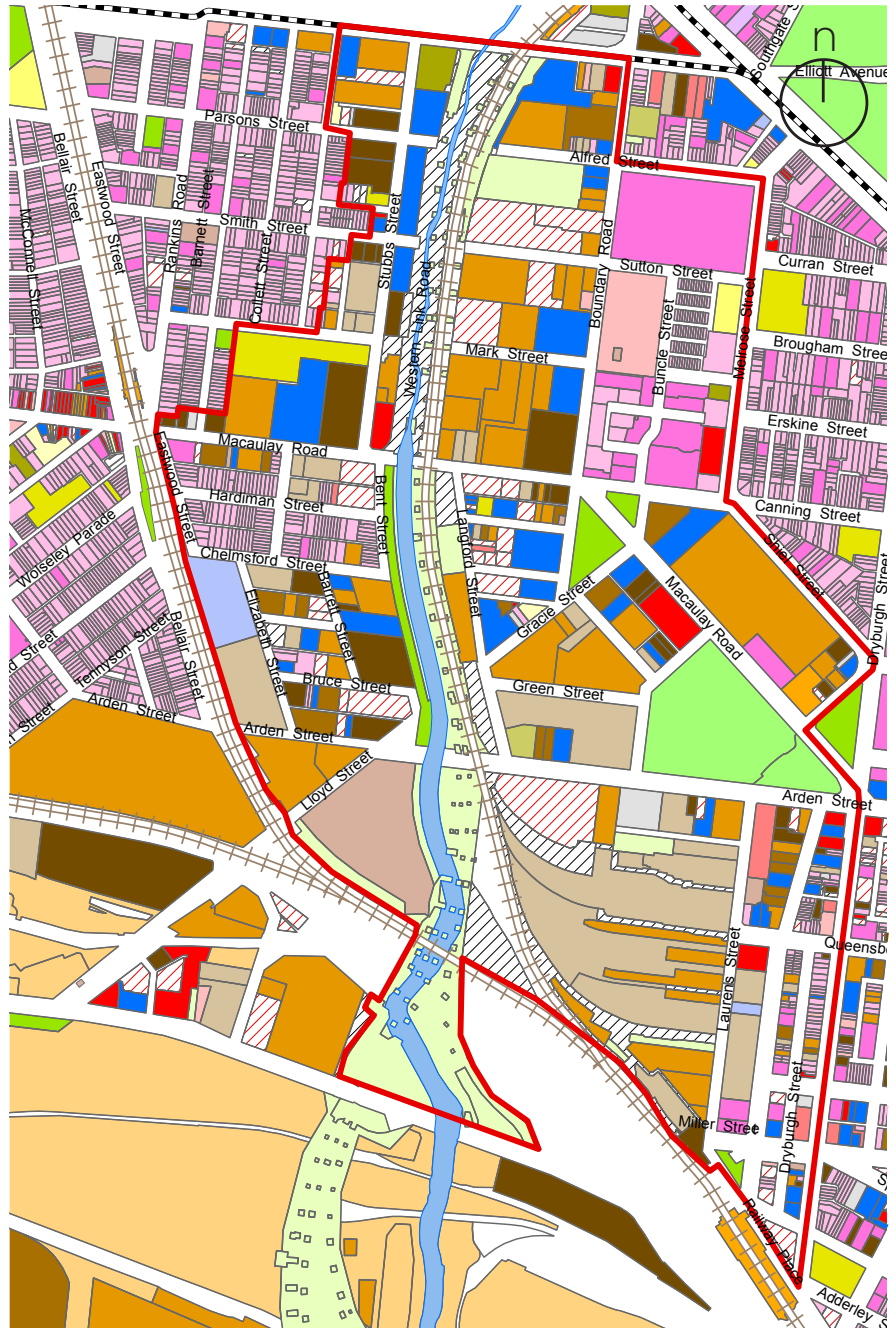 Southgate S
n
Elliott Avenue
Parsons Street
Alfred Street
Bellair Street
Eastwood Street
Rankins Road
Barnett Street
Smith Street
McConnell Street
Collett Street
Stubbs Street
Western Link Road
Boundary Road
Sutton Street
Curran Street
Buncle Street
Melrose Street
Mark Street
Brougham Stree
Erskine Street
Macaulay Road
Eastwood Street
Hardiman Street
Bent Street
Langford Street
Canning Street
Shiel Street
Wolseley Parade
Chelmsford Street
Elizabeth Street
Barrett Street
Gracie Street
Macaulay Road
Dryburgh Street
Bellair Street
Tennyson Street
d Street
Bruce Street
Green Street
Arden Street
n Street
Arden Street
Lloyd Street
Arden Street
Queensb
Laurens Street
Dryburgh Street
Miller Street
Railway Place
Adderley S